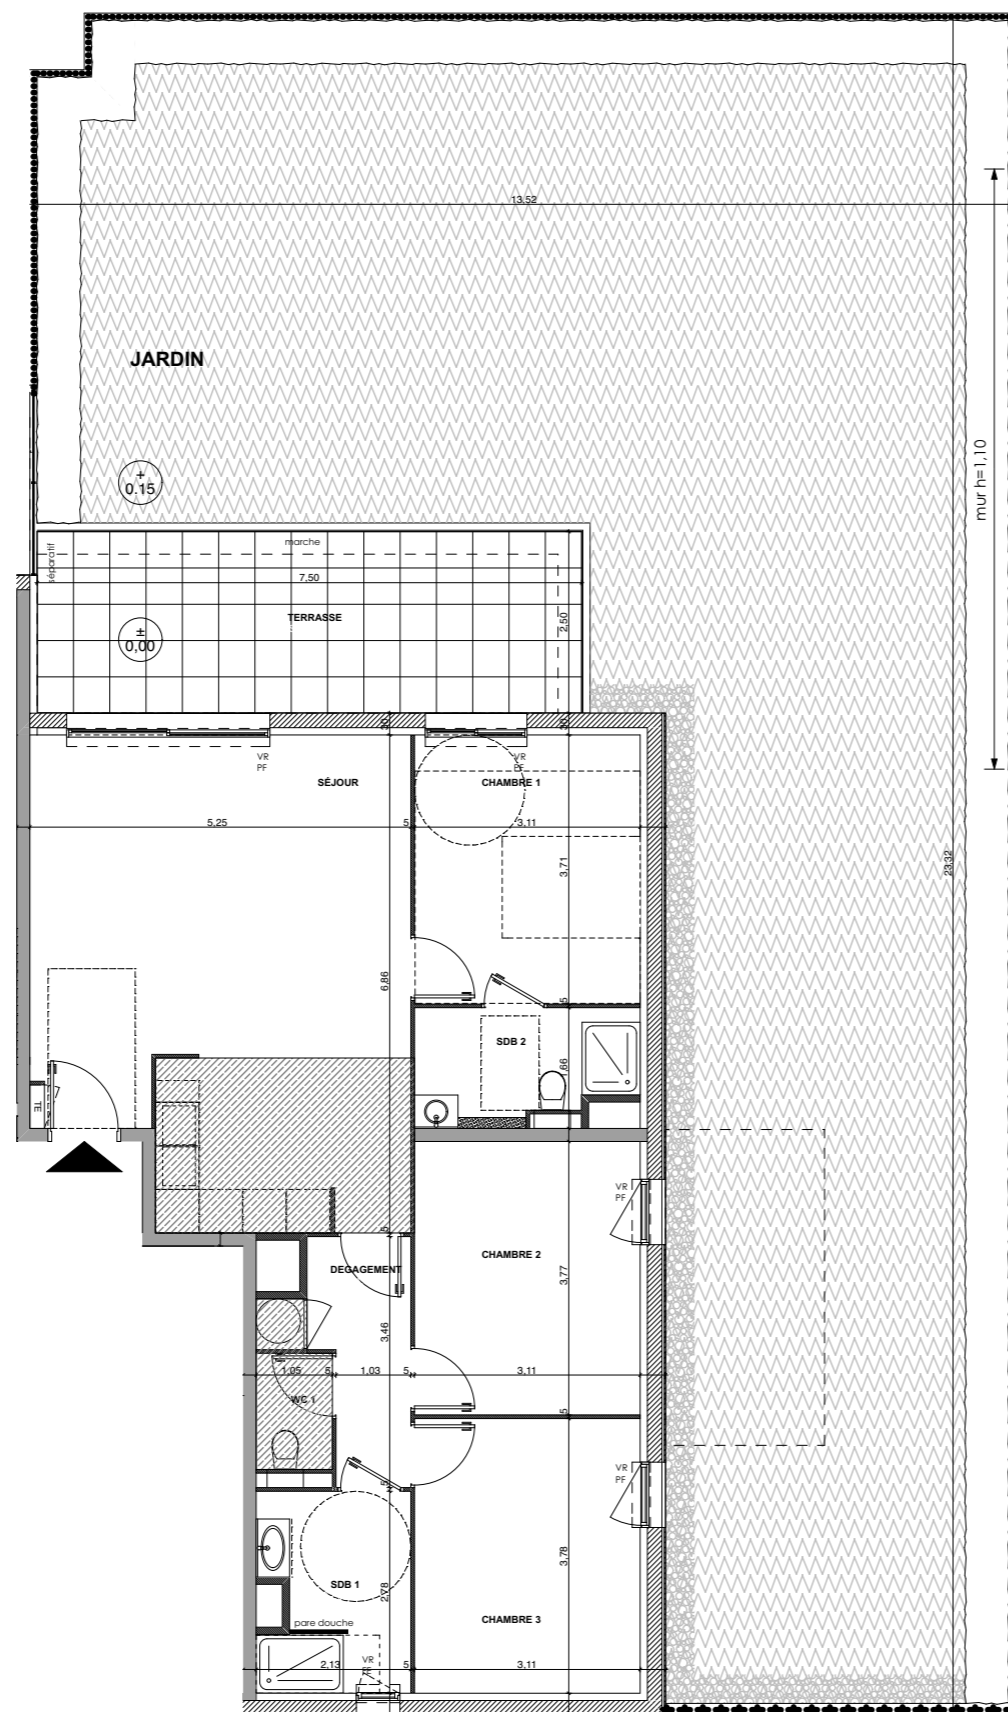 13,52
JARDIN
mur h=1,10
+
0.15
séparatif
marche
7,50
TERRASSE
2,50
±
0,00
30
30
VR
PF
VR
PF
SÉJOUR
CHAMBRE 1
5,25
5
3,11
3,71
23,32
6,86
5
SDB 2
1,66
TE
VR
PF
5
CHAMBRE 2
DEGAGEMENT
3,77
3,46
1,05
5
1,03
5
3,11
WC 1
5
VR
PF
5
3,78
SDB 1
2,78
CHAMBRE 3
pare douche
VR
PF
2,13
5
3,11